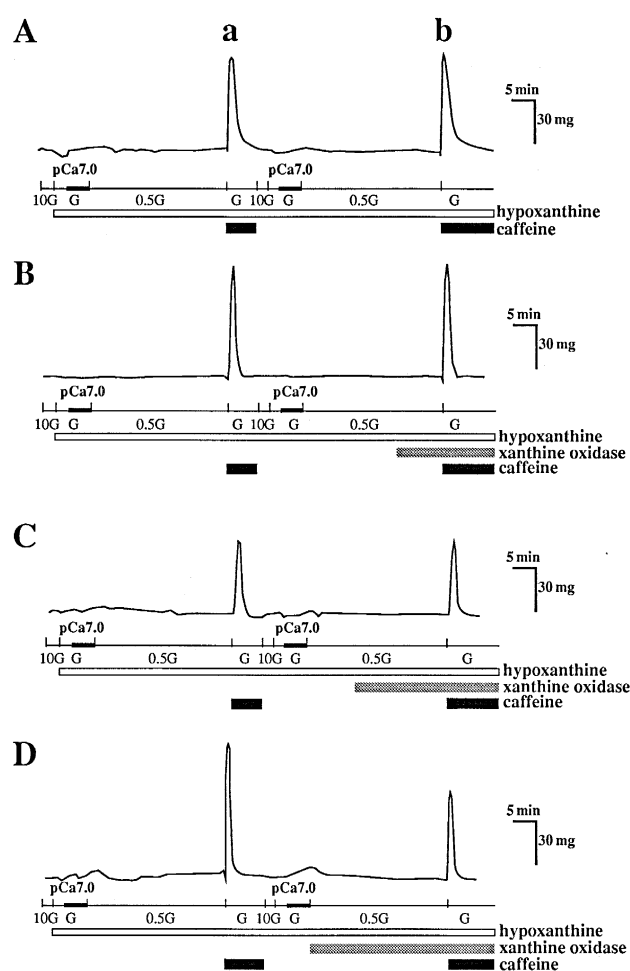 A a b
5 min
30 mg
pCa7.0 pCa7.0
10G G 0.5G G 10G G 0.5G G
hypoxanthine
caffeine
B
5 min
30 mg
pCa7.0 pCa7.0
10G G 0.5G G 10G G 0.5G G
hypoxanthine
xanthine oxidase
caffeine
C
5 min
30 mg
pCa7.0 pCa7.0
10G G 0.5G G 10G G 0.5G G
hypoxanthine
xanthine oxidase
caffeine
D
5 min
30 mg
pCa7.0 pCa7.0
10G G 0.5G G 10G G 0.5G G
hypoxanthine
xanthine oxidase
caffeine